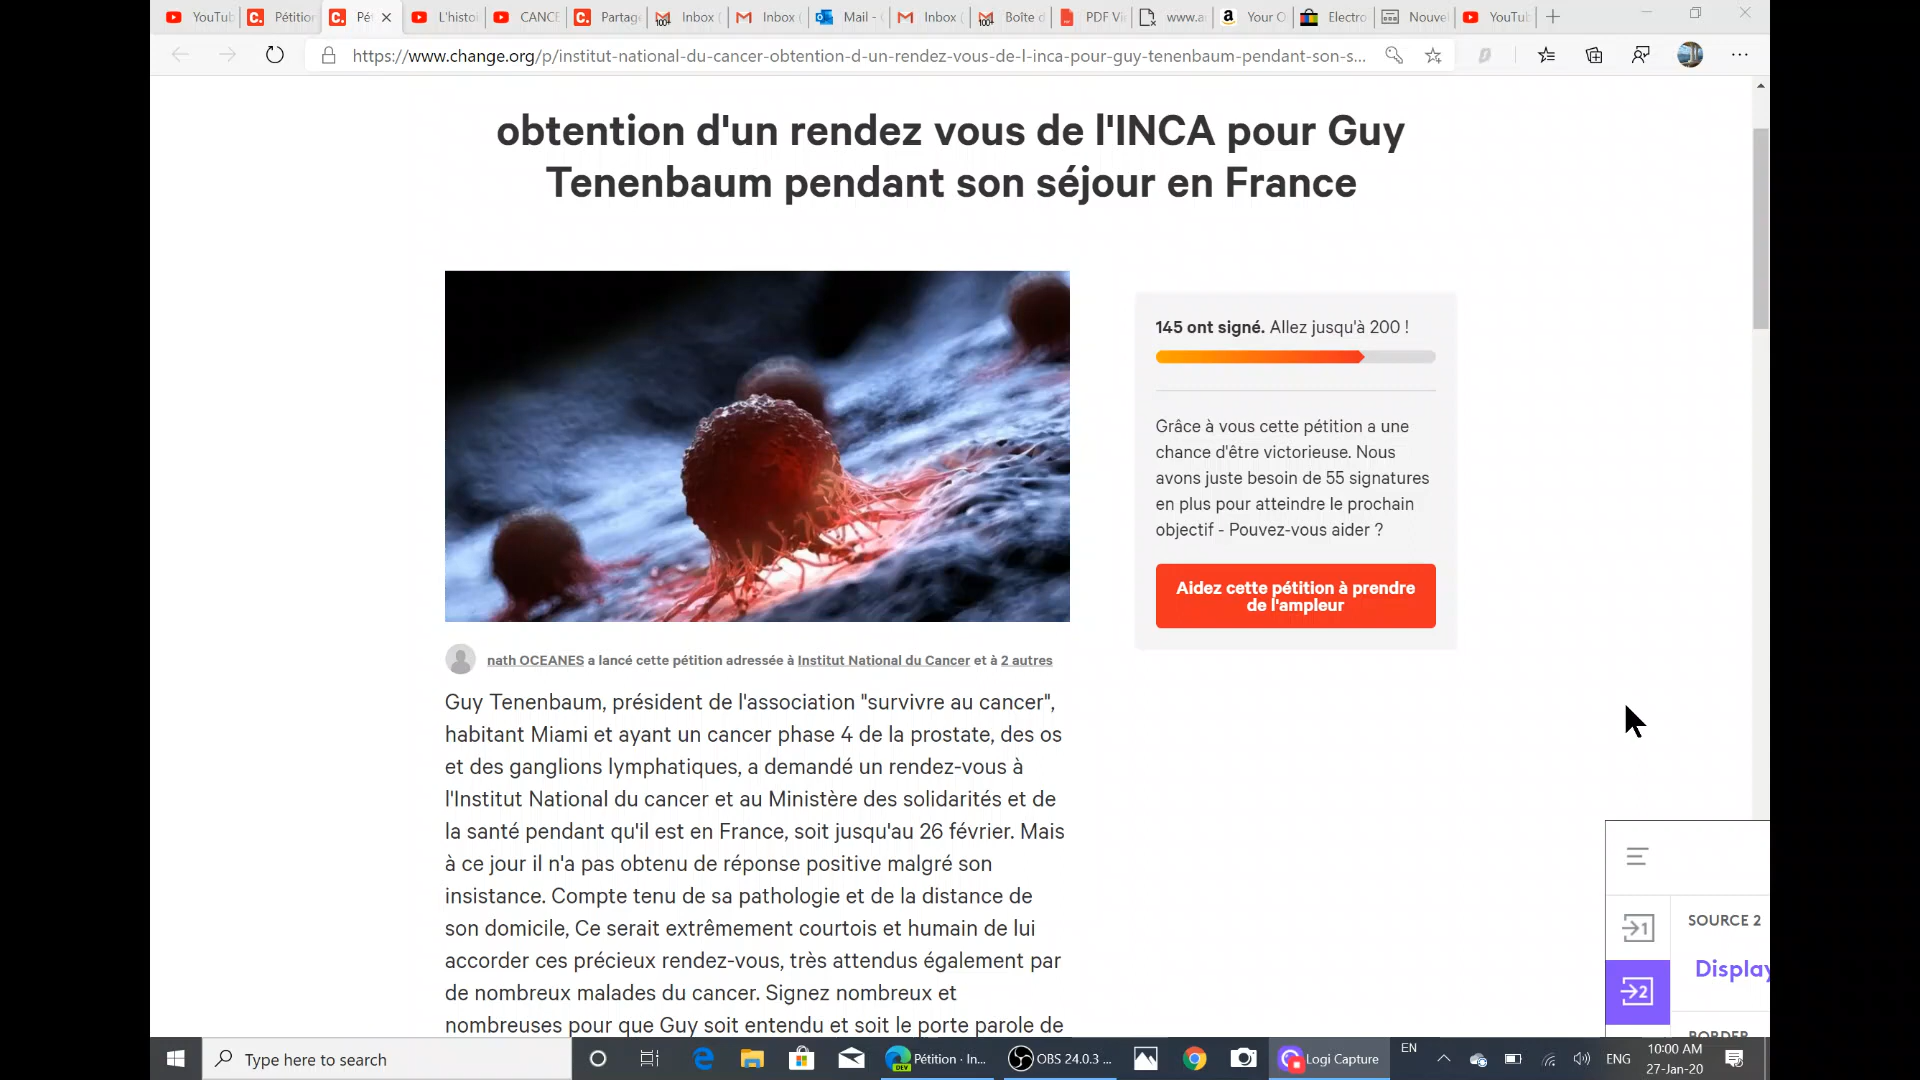 YouTub
Pétition
Pé
L'histoi
CANCE
Partage
Inbox (
Inbox (
Mail -
Inbox (
Boîte d
PDF Vi
www.a
Your O
Electro
Nouve
YouTub
https://www.change.org/p/institut-national-du-cancer-obtention-d-un-rendez-vous-de-l-inca-pour-guy-tenenbaum-pendant-son-s...
obtention d'un rendez vous de l'INCA pour Guy
Tenenbaum pendant son séjour en France
145 ont signé. Allez jusqu'à 200 !
Grâce à vous cette pétition a une
chance d'être victorieuse. Nous
avons juste besoin de 55 signatures
en plus pour atteindre le prochain
objectif - Pouvez-vous aider ?
Aidez cette pétition à prendre
de l'ampleur
nath OCEANES a lancé cette pétition adressée à Institut National du Cancer et à 2 autres
Guy Tenenbaum, président de l'association "survivre au cancer",
habitant Miami et ayant un cancer phase 4 de la prostate, des os
et des ganglions lymphatiques, a demandé un rendez-vous à
l'Institut National du cancer et au Ministère des solidarités et de
la santé pendant qu'il est en France, soit jusqu'au 26 février. Mais
à ce jour il n'a pas obtenu de réponse positive malgré son
insistance. Compte tenu de sa pathologie et de la distance de
son domicile, Ce serait extrêmement courtois et humain de lui
accorder ces précieux rendez-vous, très attendus également par
de nombreux malades du cancer. Signez nombreux et
nombreuses pour que Guy soit entendu et soit le porte parole de
1
SOURCE 2
2
Display
BORDER
Type here to search
Pétition · In...
OBS 24.0.3 ...
Logi Capture
EN
ENG
10:00 AM
27-Jan-20